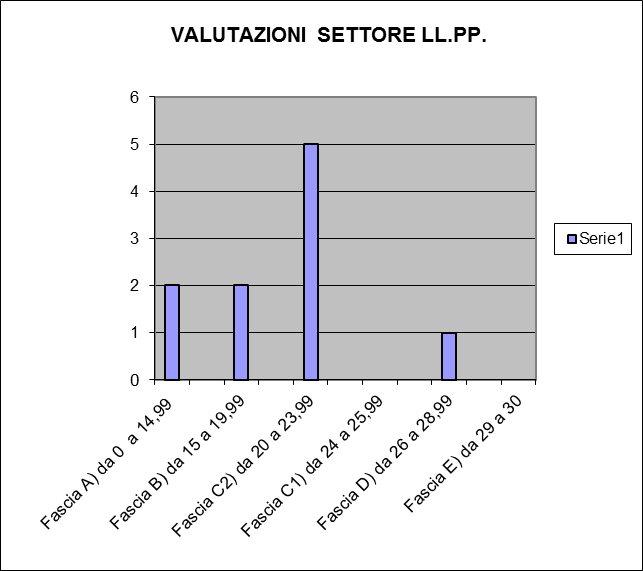 VALUTAZIONI  SETTORE LL.PP.
6
5
4
3
2
1
0
Serie1
Fascia A) da 0  a 14,99
Fascia B) da 15 a 19,99
Fascia C2) da 20 a 23,99
Fascia C1) da 24 a 25,99
Fascia D) da 26 a 28,99
Fascia E) da 29 a 30